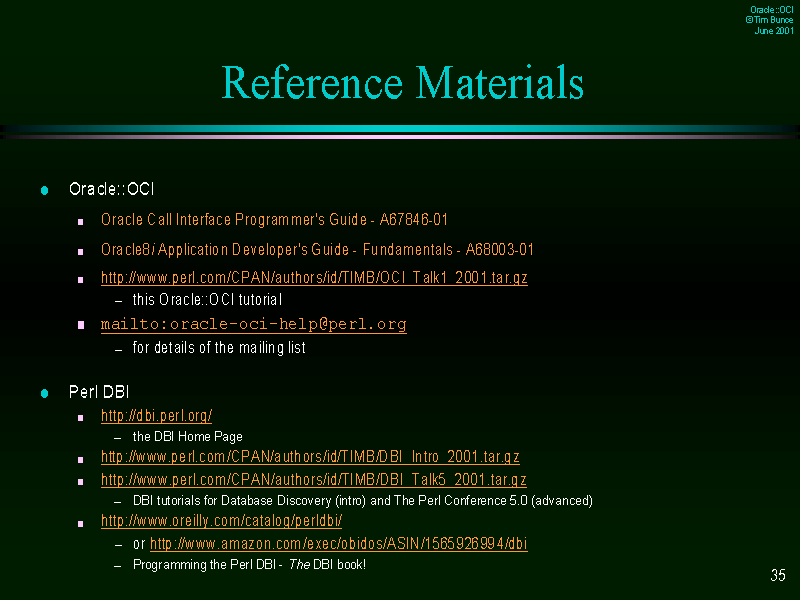 Oracle::OCI
©Tim Bunce
June 2001
Reference Materials
Oracle::OCI
Oracle Call Interface Programmer's Guide - A67846-01
Oracle8i Application Developer's Guide - Fundamentals - A68003-01
http://www.perl.com/CPAN/authors/id/TIMB/OCI_Talk1_2001.tar.gz
– this Oracle::OCI tutorial
mailto:oracle-oci-help@perl.org
– for details of the mailing list
Perl DBI
http://dbi.perl.org/
– the DBI Home Page
http://www.perl.com/CPAN/authors/id/TIMB/DBI_Intro_2001.tar.gz
http://www.perl.com/CPAN/authors/id/TIMB/DBI_Talk5_2001.tar.gz
– DBI tutorials for Database Discovery (intro) and The Perl Conference 5.0 (advanced)
http://www.oreilly.com/catalog/perldbi/
– or http://www.amazon.com/exec/obidos/ASIN/1565926994/dbi
– Programming the Perl DBI - The DBI book!
35